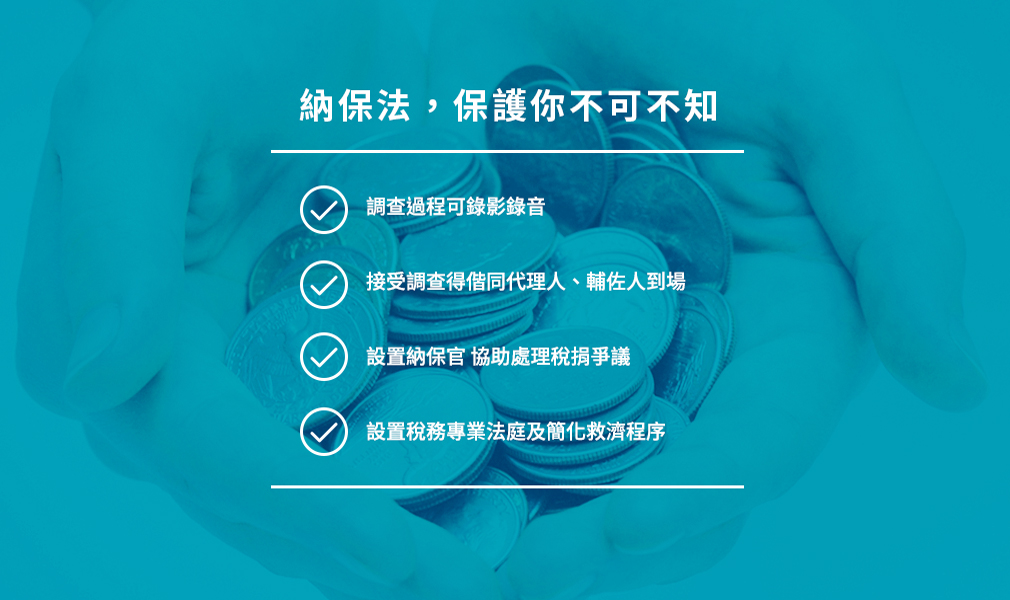 納保法，保護你不可不知
調查過程可錄影錄音
接受調查得偕同代理人、輔佐人到場
設置納保官 協助處理稅捐爭議
設置稅務專業法庭及簡化救濟程序